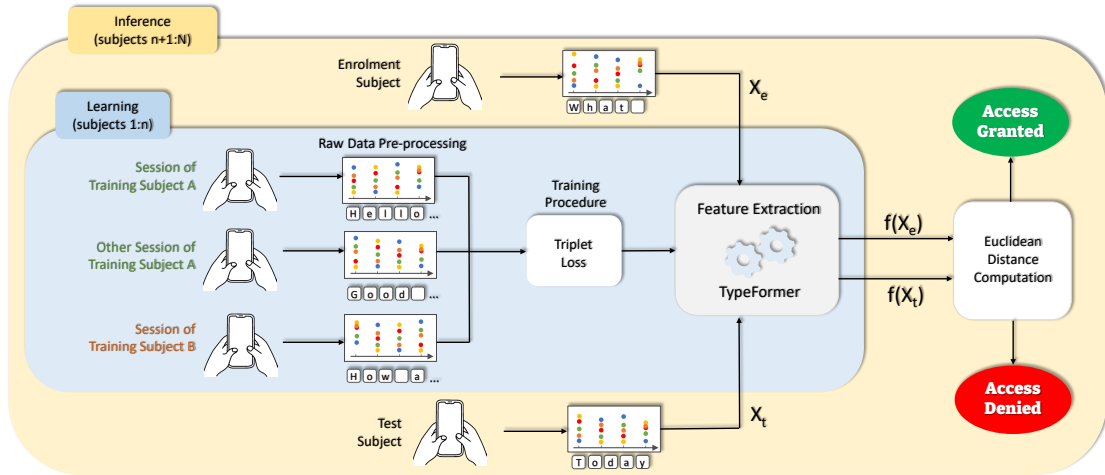 Inference
(subjects n+1:N)
Enrolment
Subject
W h a t
Xe
Learning
(subjects 1:n)
Raw Data Pre-processing
Session of
Training Subject A
H e l l o ...
Other Session of
Training Subject A
G o o d ...
Session of
Training Subject B
H o w a ...
Training
Procedure
Triplet
Loss
Feature Extraction
TypeFormer
f(Xe)
f(Xt)
Euclidean
Distance
Computation
Access
Granted
Access
Denied
Test
Subject
T o d a y
Xt